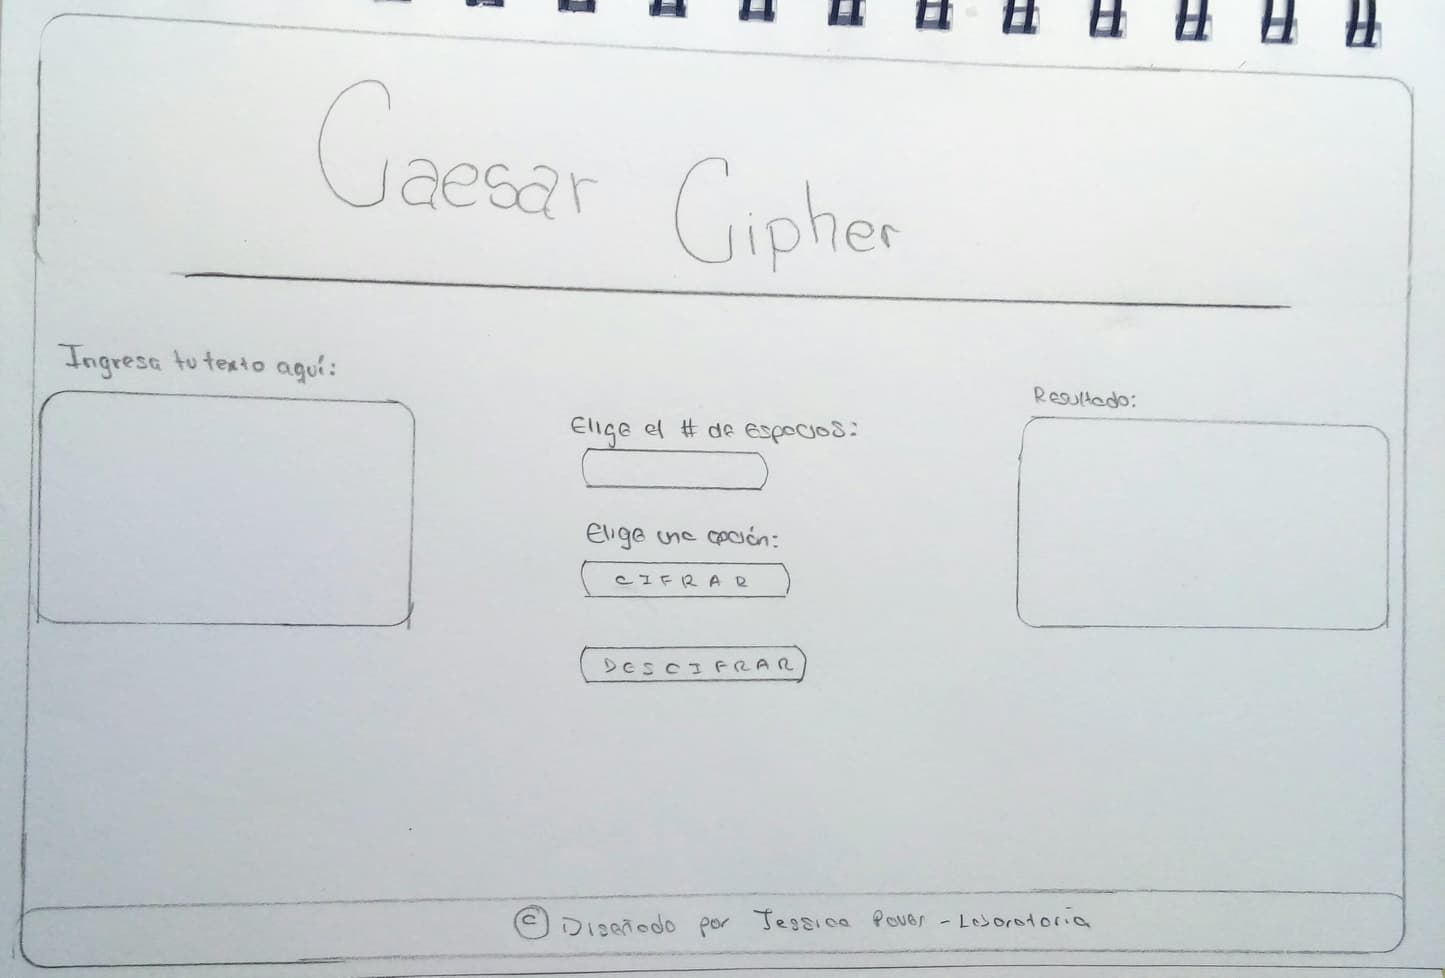 Caesar Cipher
Ingresa tu texto aquí:
Elige el # de espacios:
Elige una opción:
CIFRAR
DESCIFRAR
Resultado:
© Diseñado por Jessica - Laboratoria